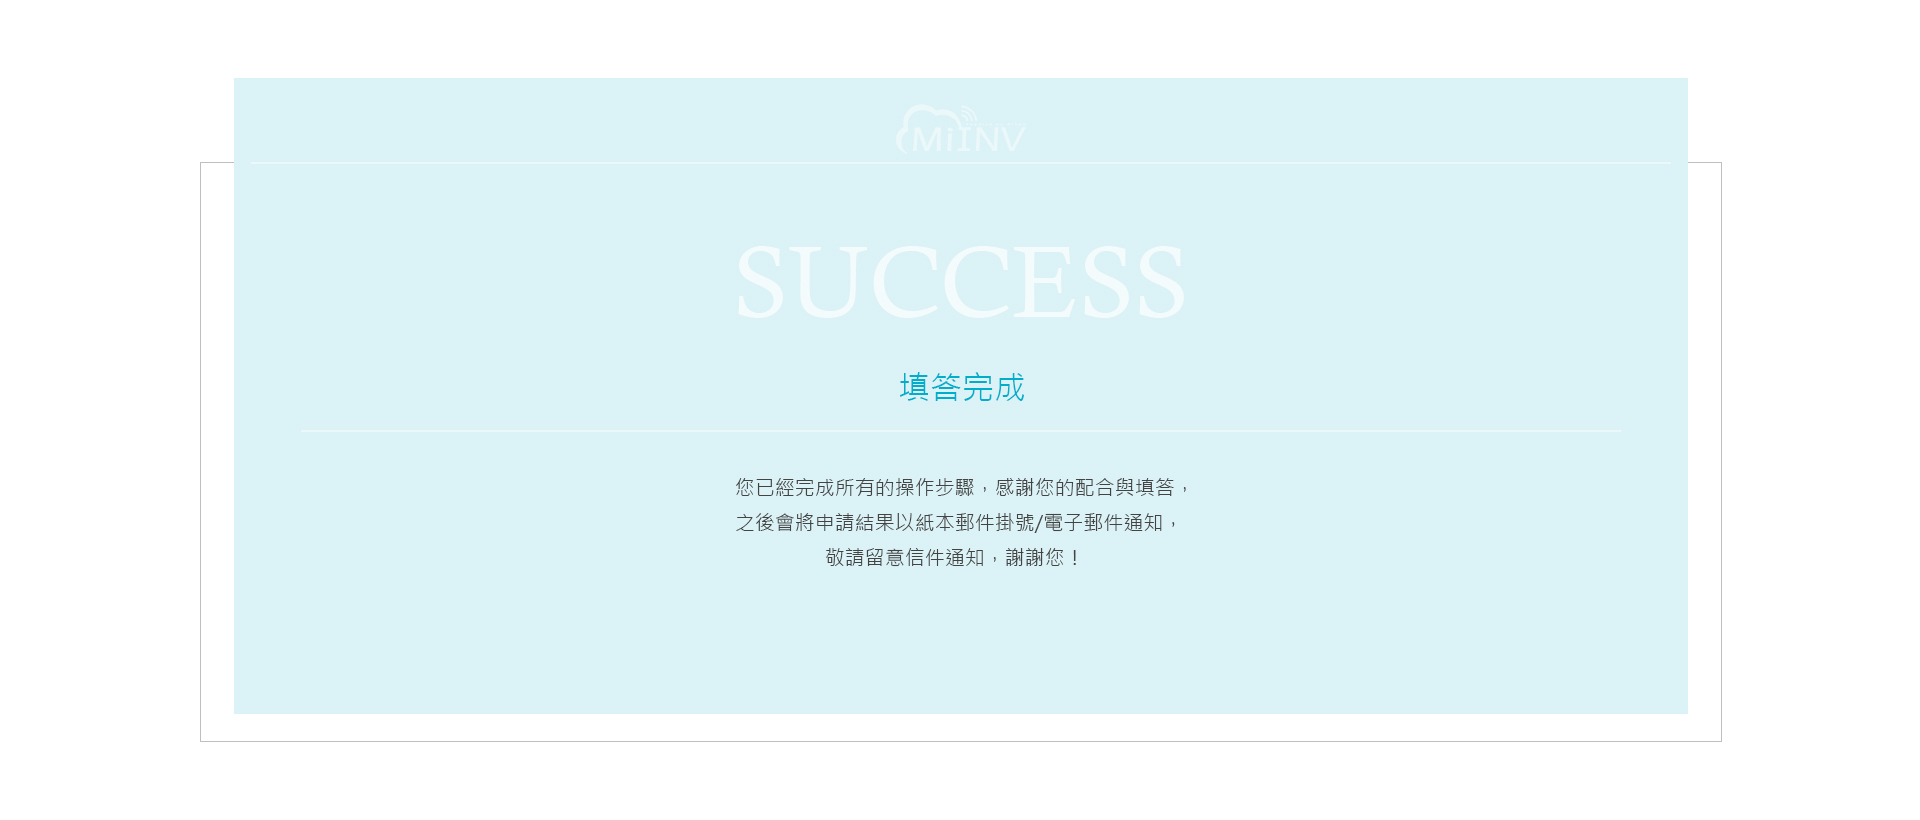 MiINV
SUCCESS
填答完成
您已經完成所有的操作步驟，感謝您的配合與填答，
之後會將申請結果以紙本郵件掛號/電子郵件通知，
敬請留意信件通知，謝謝您！